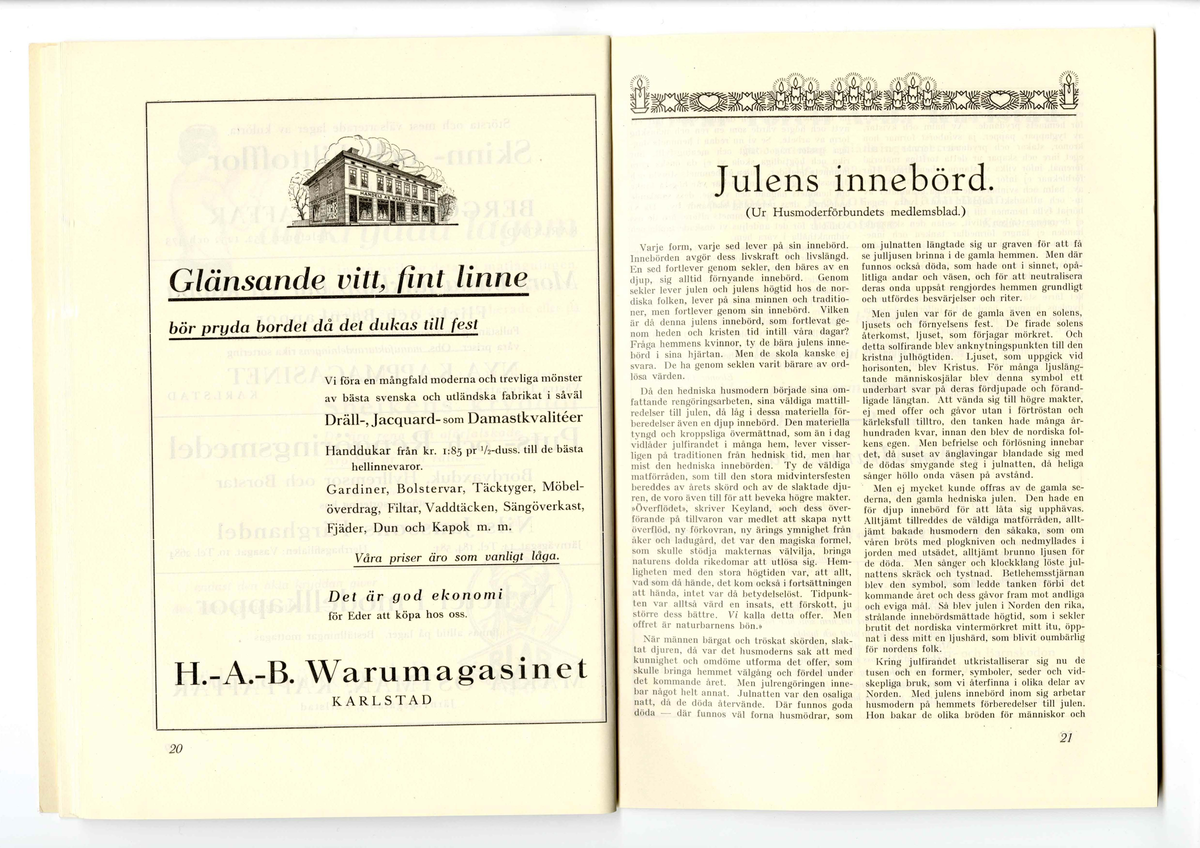 HANDELS A.B. WARUMAGASINET
Glänsande vitt, fint linne
bör pryda bordet då det dukas till fest
Vi föra en mångfald moderna och trevliga mönster
av bästa svenska och utländska fabrikat i såväl
Dräll-, Jacquard- som Damastkvalitéer
Handdukar från kr. 1:85 pr ½-duss. till de bästa
hellinnevaror.
Gardiner, Bolstervar, Täcktyger, Möbel-
överdrag, Filtar, Vaddtäcken, Sängöverkast,
Fjäder, Dun och Kapok m. m.
Våra priser äro som vanligt låga.
Det är god ekonomi
för Eder att köpa hos oss.
H.-A.-B. Warumagasinet
KARLSTAD
20
Julens innebörd.
(Ur Husmoderförbundets medlemsblad.)
Varje form, varje sed lever på sin innebörd.
Innebörden avgör dess livskraft och livslängd.
En sed fortlever genom sekler, den bäres av en
djup, sig alltid förnyande innebörd. Genom
sekler lever julen och julens högtid hos de nor-
diska folken, lever på sina minnen och traditio-
ner, men fortlever genom sin innebörd. Vilken
är då denna julens innebörd, som fortlevat ge-
nom heden och kristen tid intill våra dagar?
Fråga hemmens kvinnor, ty de bära julens inne-
börd i sina hjärtan. Men de skola kanske ej
svara. De ha genom seklen varit bärare av ord-
lösa värden.
Då den hedniska husmodern började sina om-
fattande rengöringsarbeten, sina väldiga mattill-
redelser till julen, då låg i dessa materiella för-
beredelser även en djup innebörd. Den materiella
tyngd och kroppsliga övermättnad, som än i dag
vidlåder julfirandet i många hem, lever visser-
ligen på traditionen från hednisk tid, men har
mist den hedniska innebörden. Ty de väldiga
matförråden, som till den stora midvintersfesten
bereddes av årets skörd och av de slaktade dju-
ren, de voro även till för att beveka högre makter.
»Överflödet», skriver Keyland, »och dess över-
förande på tillvaron var medlet att skapa nytt
överflöd, ny förkovran, ny ärings ymnighet från
åker och ladugård, det var den magiska formel,
som skulle stödja makternas välvilja, bringa
naturens dolda rikedomar att utlösa sig. Hem-
ligheten med den stora högtiden var, att allt,
vad som då hände, det kom också i fortsättningen
att hända, intet var då betydelselöst. Tidpunk-
ten var alltså värd en insats, ett förskott, ju
större dess bättre. Vi kalla detta offer. Men
offret är naturbarnens bön.»
När männen bärgat och tröskat skörden, slak-
tat djuren, då var det husmoderns sak att med
kunnighet och omdöme utforma det offer, som
skulle bringa hemmet välgång och fördel under
det kommande året. Men julrengöringen inne-
bar något helt annat. Julnatten var den osaliga
natt, då de döda återvände. Där funnos goda
döda — där funnos väl forna husmödrar, som
om julnatten längtade sig ur graven för att få
se julljusen brinna i de gamla hemmen. Men där
funnos också döda, som hade ont i sinnet, opå-
litliga andar och väsen, och för att neutralisera
deras onda uppsåt rengjordes hemmen grundligt
och utfördes besvärjelser och riter.
Men julen var för de gamla även en solens,
ljusets och förnyelsens fest. De firade solens
återkomst, ljuset, som förjagar mörkret. Och
detta solfirande blev anknytningspunkten till den
kristna julhögtiden. Ljuset, som uppgick vid
horisonten, blev Kristus. För många ljusläng-
tande människosjälar blev denna symbol ett
underbart svar på deras fördjupade och föränd-
ligade längtan. Att vända sig till högre makter,
ej med offer och gåvor utan i förtröstan och
kärleksfull tilltro, den tanken hade många år-
hundraden kvar, innan den blev de nordiska fol-
kens egen. Men befrielse och förlösning innebar
det, då suset av änglavingar blandade sig med
de dödas smygande steg i julnatten, då heliga
sånger höllo onda väsen på avstånd.
Men ej mycket kunde offras av de gamla se-
derna, den gamla hedniska julen. Den hade en
för djup innebörd för att låta sig upphävas.
Alltjämt tillreddes de väldiga matförråden, allt-
jämt bakade husmodern den såkaka, som om
våren bröts med plogkniven och nedmyllades i
jorden med utsädet, alltjämt brunno ljusen för
de döda. Men sånger och klockklang löste jul-
nattens skräck och tystnad. Betlehemsstjärnan
blev den symbol, som ledde tanken förbi det
kommande året och dess gåvor fram mot andliga
och eviga mål. Så blev julen i Norden den rika,
strålande innebördsmättade högtid, som i sekler
brutit det nordiska vintermörkret mitt itu, öpp-
nat i dess mitt en ljushärd, som blivit oumbärlig
för nordens folk.
Kring julfirandet utkristalliserar sig nu de
tusen och en former, symboler, seder och vid-
skepliga bruk, som vi återfinna i olika delar av
Norden. Med julens innebörd inom sig arbetar
husmodern på hemmets förberedelser till julen.
Hon bakar de olika bröden för människor och
21